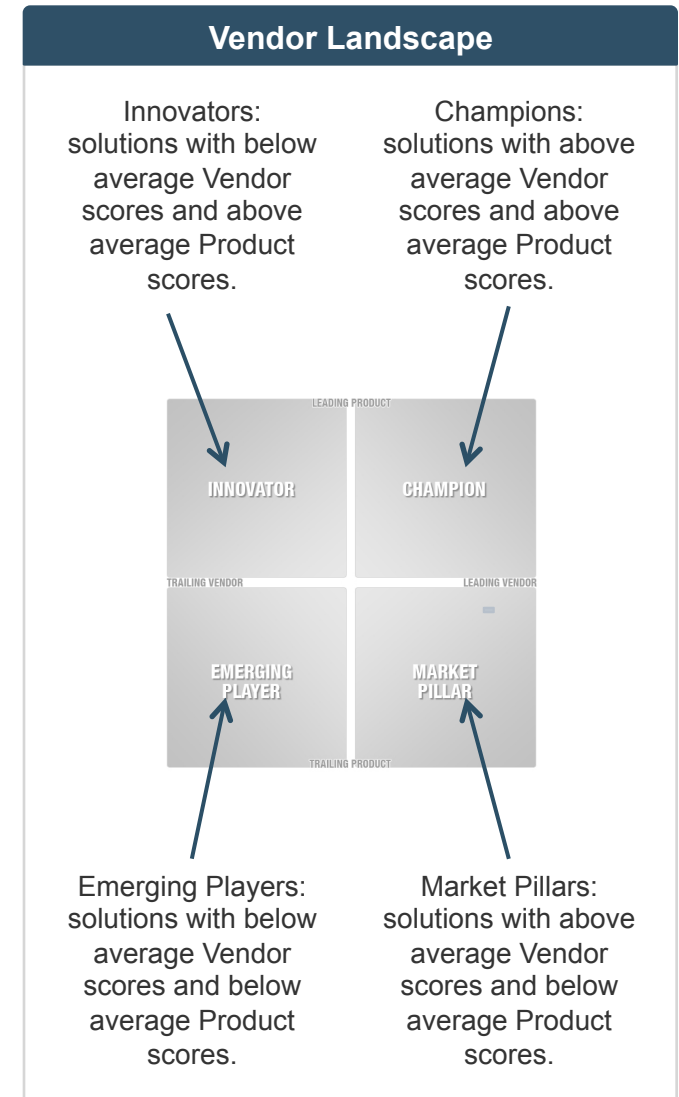 Vendor Landscape
Innovators:
solutions with below
average Vendor
scores and above
average Product
scores.
Champions:
solutions with above
average Vendor
scores and above
average Product
scores.
LEADING PRODUCT
INNOVATOR
CHAMPION
TRAILING VENDOR
LEADING VENDOR
EMERGING
PLAYER
MARKET
PILLAR
TRAILING PRODUCT
Emerging Players:
solutions with below
average Vendor
scores and below
average Product
scores.
Market Pillars:
solutions with above
average Vendor
scores and below
average Product
scores.